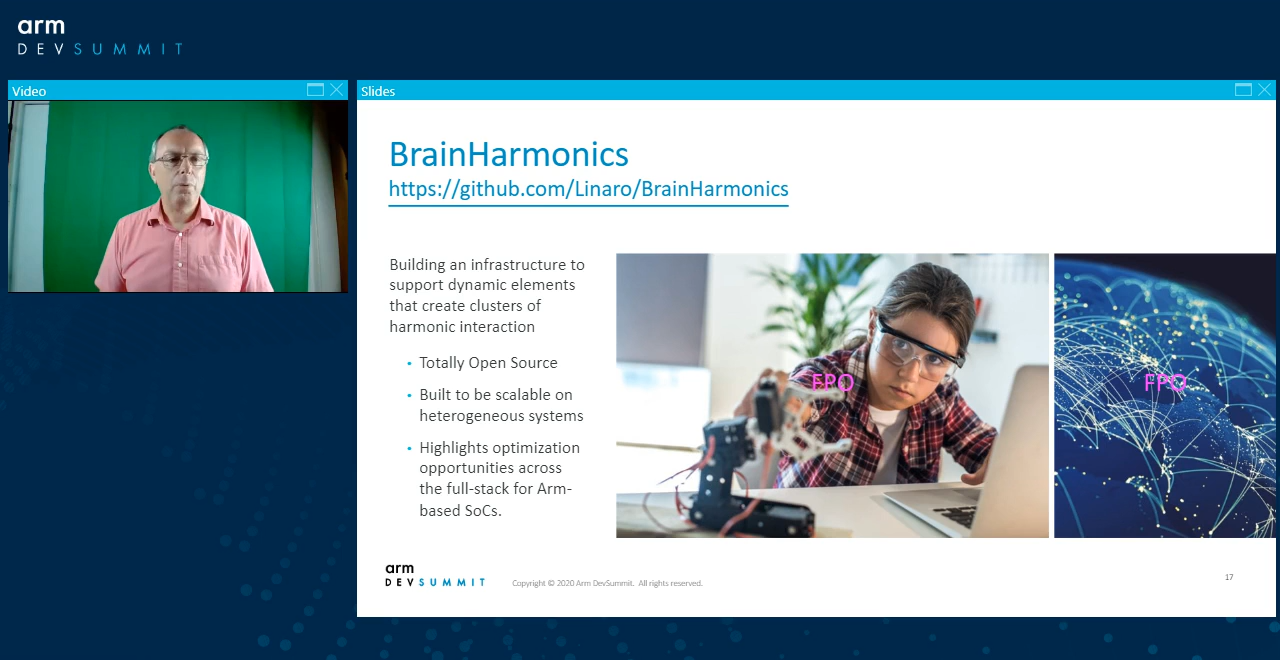 arm
DEVSUMMIT
Video
Slides
BrainHarmonics
https://github.com/Linaro/BrainHarmonics
Building an infrastructure to
support dynamic elements
that create clusters of
harmonic interaction
• Totally Open Source
• Built to be scalable on
heterogeneous systems
• Highlights optimization
opportunities across
the full-stack for Arm-
based SoCs.
FPO
FPO
arm
DEVSUMMIT
Copyright © 2020 Arm DevSummit. All rights reserved.
17